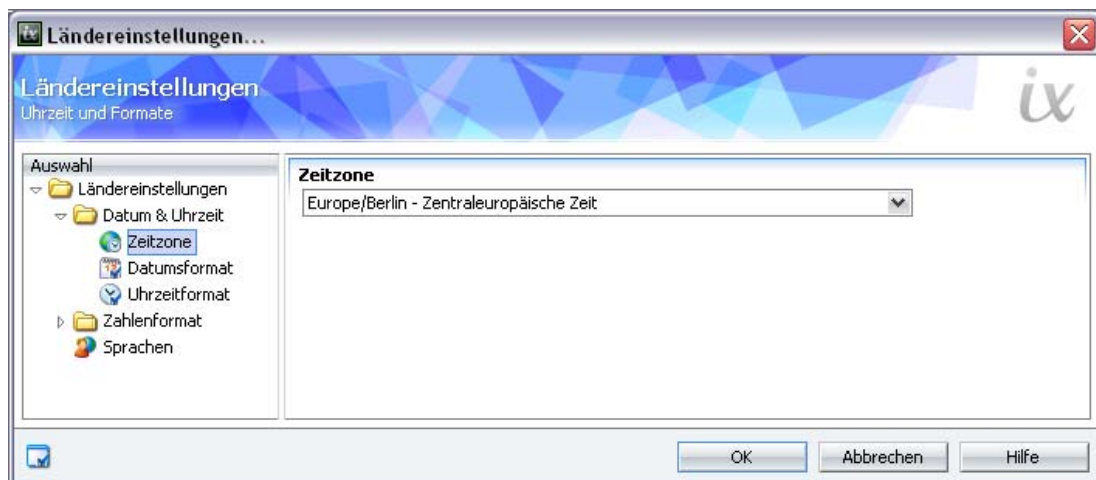 ix Ländereinstellungen...
Ländereinstellungen
Uhrzeit und Formate
ix
Auswahl
Ländereinstellungen
Datum & Uhrzeit
Zeitzone
Datumsformat
Uhrzeitformat
Zahlenformat
Sprachen
Zeitzone
Europe/Berlin - Zentraleuropäische Zeit
OK
Abbrechen
Hilfe